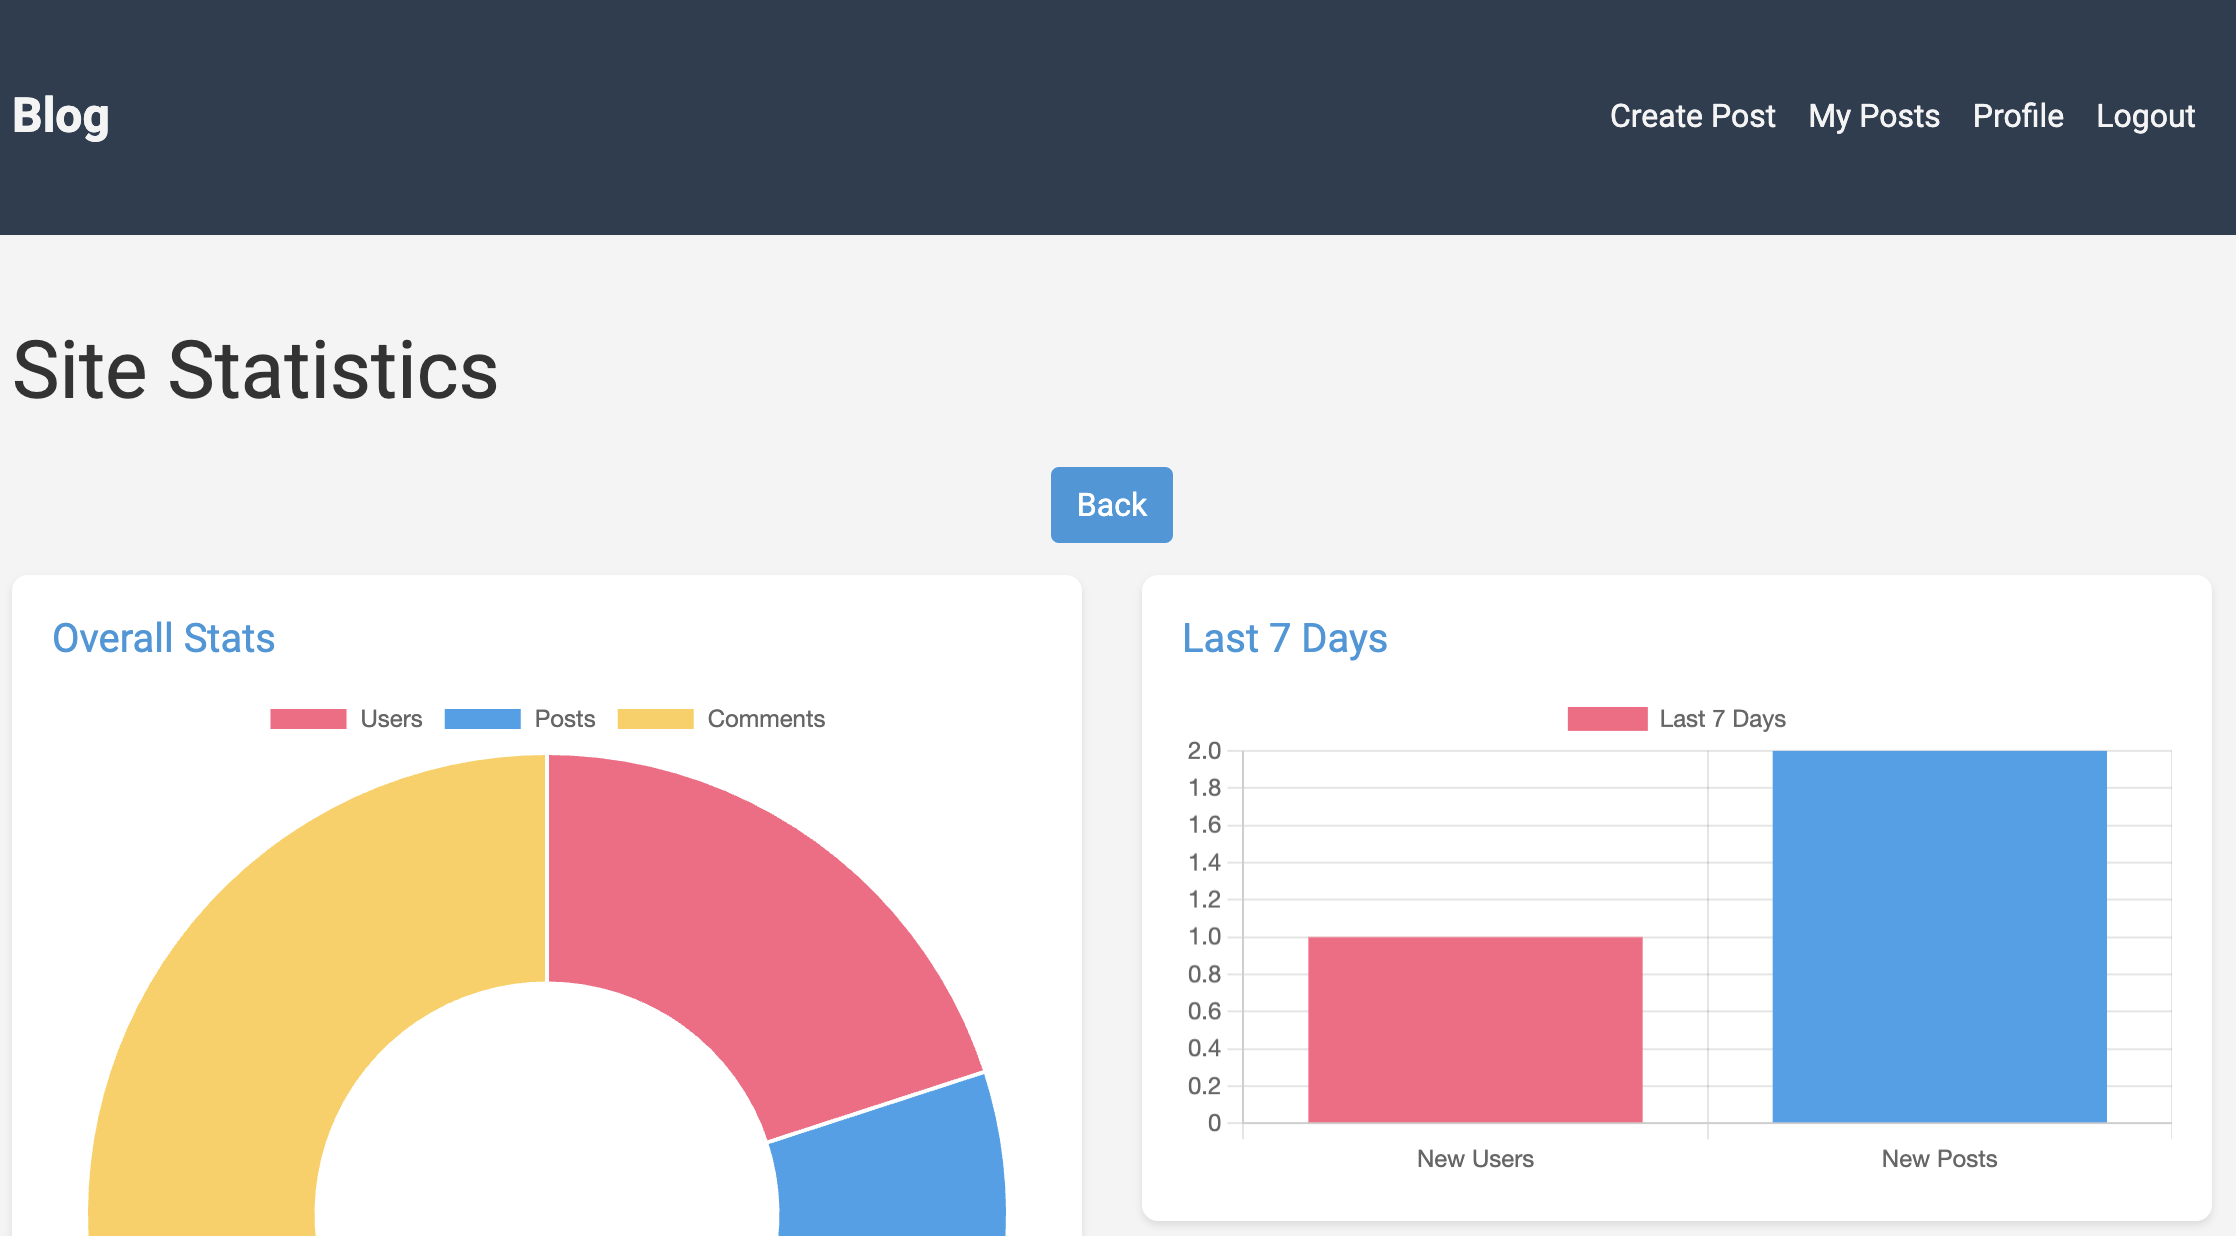 Blog
Create Post My Posts Profile Logout
Site Statistics
Back
Overall Stats
Users Posts Comments
Last 7 Days
Last 7 Days
2.0
1.8
1.6
1.4
1.2
1.0
0.8
0.6
0.4
0.2
0
New Users New Posts